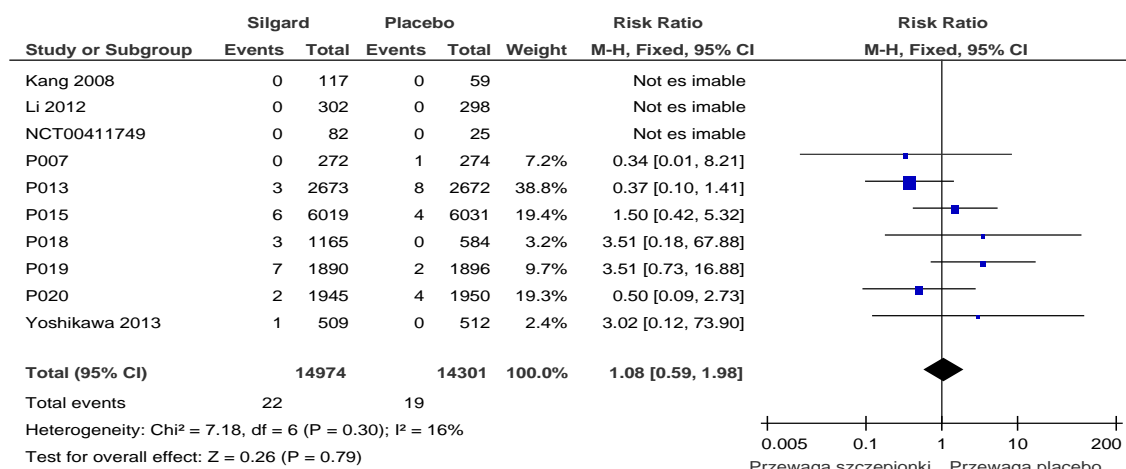 Silgard Placebo Risk Ratio Risk Ratio
Study or Subgroup Events Total Events Total Weight M-H, Fixed, 95% CI M-H, Fixed, 95% CI
Kang 2008 0 117 0 59 Not es imable
Li 2012 0 302 0 298 Not es imable
NCT00411749 0 82 0 25 Not es imable
P007 0 272 1 274 7.2% 0.34 [0.01, 8.21]
P013 3 2673 8 2672 38.8% 0.37 [0.10, 1.41]
P015 6 6019 4 6031 19.4% 1.50 [0.42, 5.32]
P018 3 1165 0 584 3.2% 3.51 [0.18, 67.88]
P019 7 1890 2 1896 9.7% 3.51 [0.73, 16.88]
P020 2 1945 4 1950 19.3% 0.50 [0.09, 2.73]
Yoshikawa 2013 1 509 0 512 2.4% 3.02 [0.12, 73.90]
Total (95% CI) 14974 14301 100.0% 1.08 [0.59, 1.98]
Total events 22 19
Heterogeneity: Chi² = 7.18, df = 6 (P = 0.30); I² = 16%
Test for overall effect: Z = 0.26 (P = 0.79)
0.005 0.1 1 10 200
Przewaga szczepionki Przewaga placebo